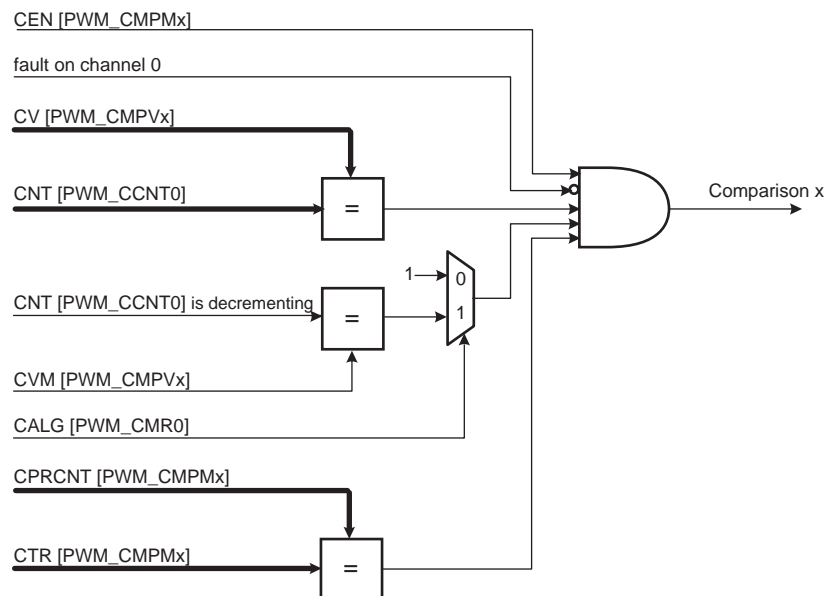 CEN [PWM_CMPMx]
fault on channel 0
CV [PWM_CMPVx]
CNT [PWM_CCNT0]
=
Comparison x
1
0
CNT [PWM_CCNT0] is decrementing
=
1
CVM [PWM_CMPVx]
CALG [PWM_CMR0]
CPRCNT [PWM_CMPMx]
CTR [PWM_CMPMx]
=